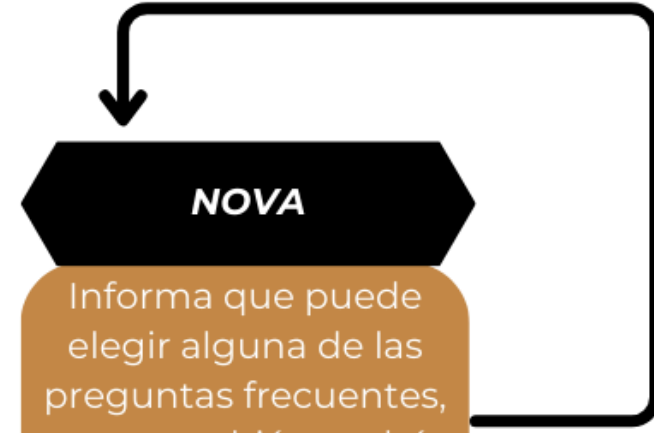 NOVA
Informa que puede
elegir alguna de las
preguntas frecuentes,